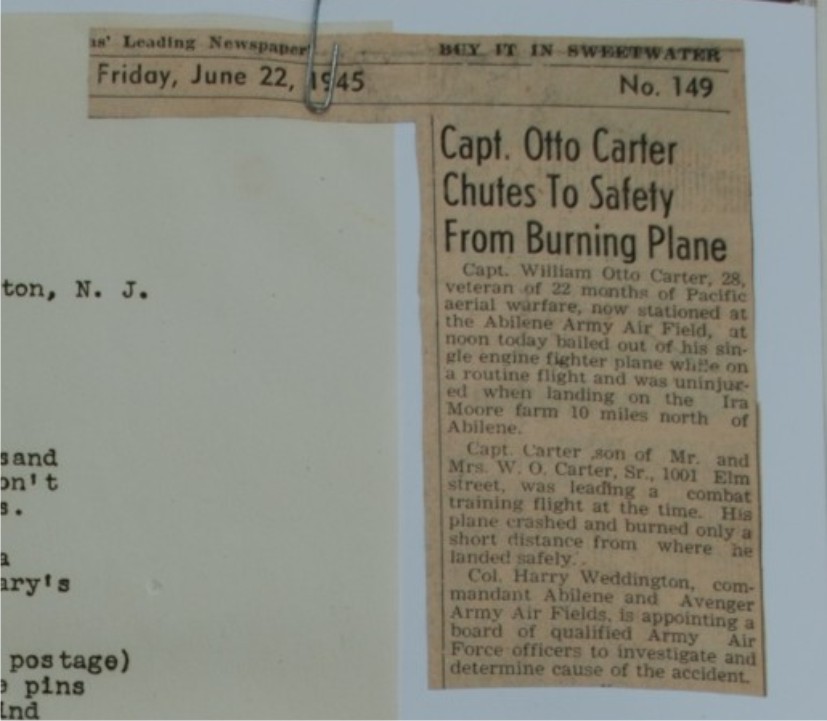 as' Leading Newspaper
BUY IT IN SWEETWATER
Friday, June 22, 1945
No. 149
Capt. Otto Carter
Chutes To Safety
From Burning Plane
Capt. William Otto Carter, 28,
veteran of 22 months of Pacific
aerial warfare, now stationed at
the Abilene Army Air Field, at
noon today bailed out of his sin-
gle engine fighter plane while on
a routine flight and was uninjur-
ed when landing on the Ira
Moore farm 10 miles north of
Abilene.
Capt. Carter ,son of Mr. and
Mrs. W. O. Carter, Sr., 1001 Elm
street, was leading a combat
training flight at the time. His
plane crashed and burned only a
short distance from where he
landed safely.
Col. Harry Weddington, com-
mandant Abilene and Avenger
Army Air Fields, is appointing a
board of qualified Army Air
Force officers to investigate and
determine cause of the accident.
ton, N. J.
sand
on't
s.
a
ary's
postage)
e pins
ind